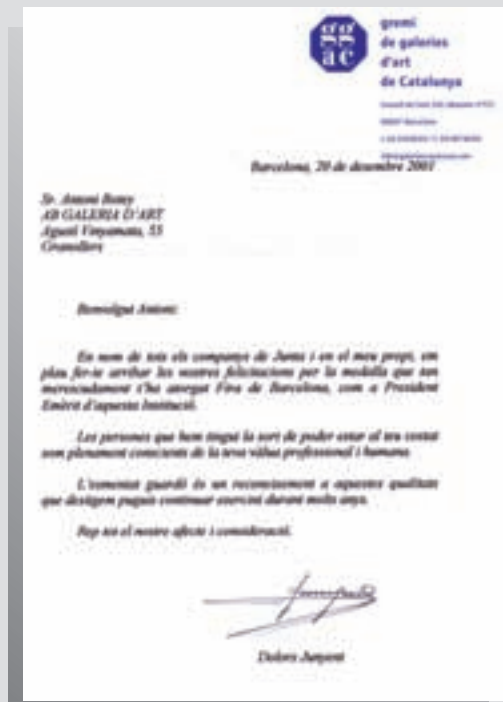 gg
ac
gremi
de galeries
d'art
de Catalunya
Barcelona, 20 de desembre 2001
Sr. Antoni
AB GALERIA D'ART
Agustí Vinyamata, 55
Granollers
Benvolgut Antoni:
En nom de tots els companys de Junta i en el meu propi, em
plau fer-te arribar les nostres felicitacions per la medalla que tan
merescudament t'ha atorgat Fira de Barcelona, com a President
Emèrit d'aquesta Institució.
Les persones que hem tingut la sort de poder estar al teu costat
som plenament conscients de la teva vàlua professional i humana.
L'esmentat guardó és un reconeixement a aquestes qualitats
que desitgem puguis continuar exercint durant molts anys.
Rep tot el nostre afecte i consideració.
Dolors Junyent